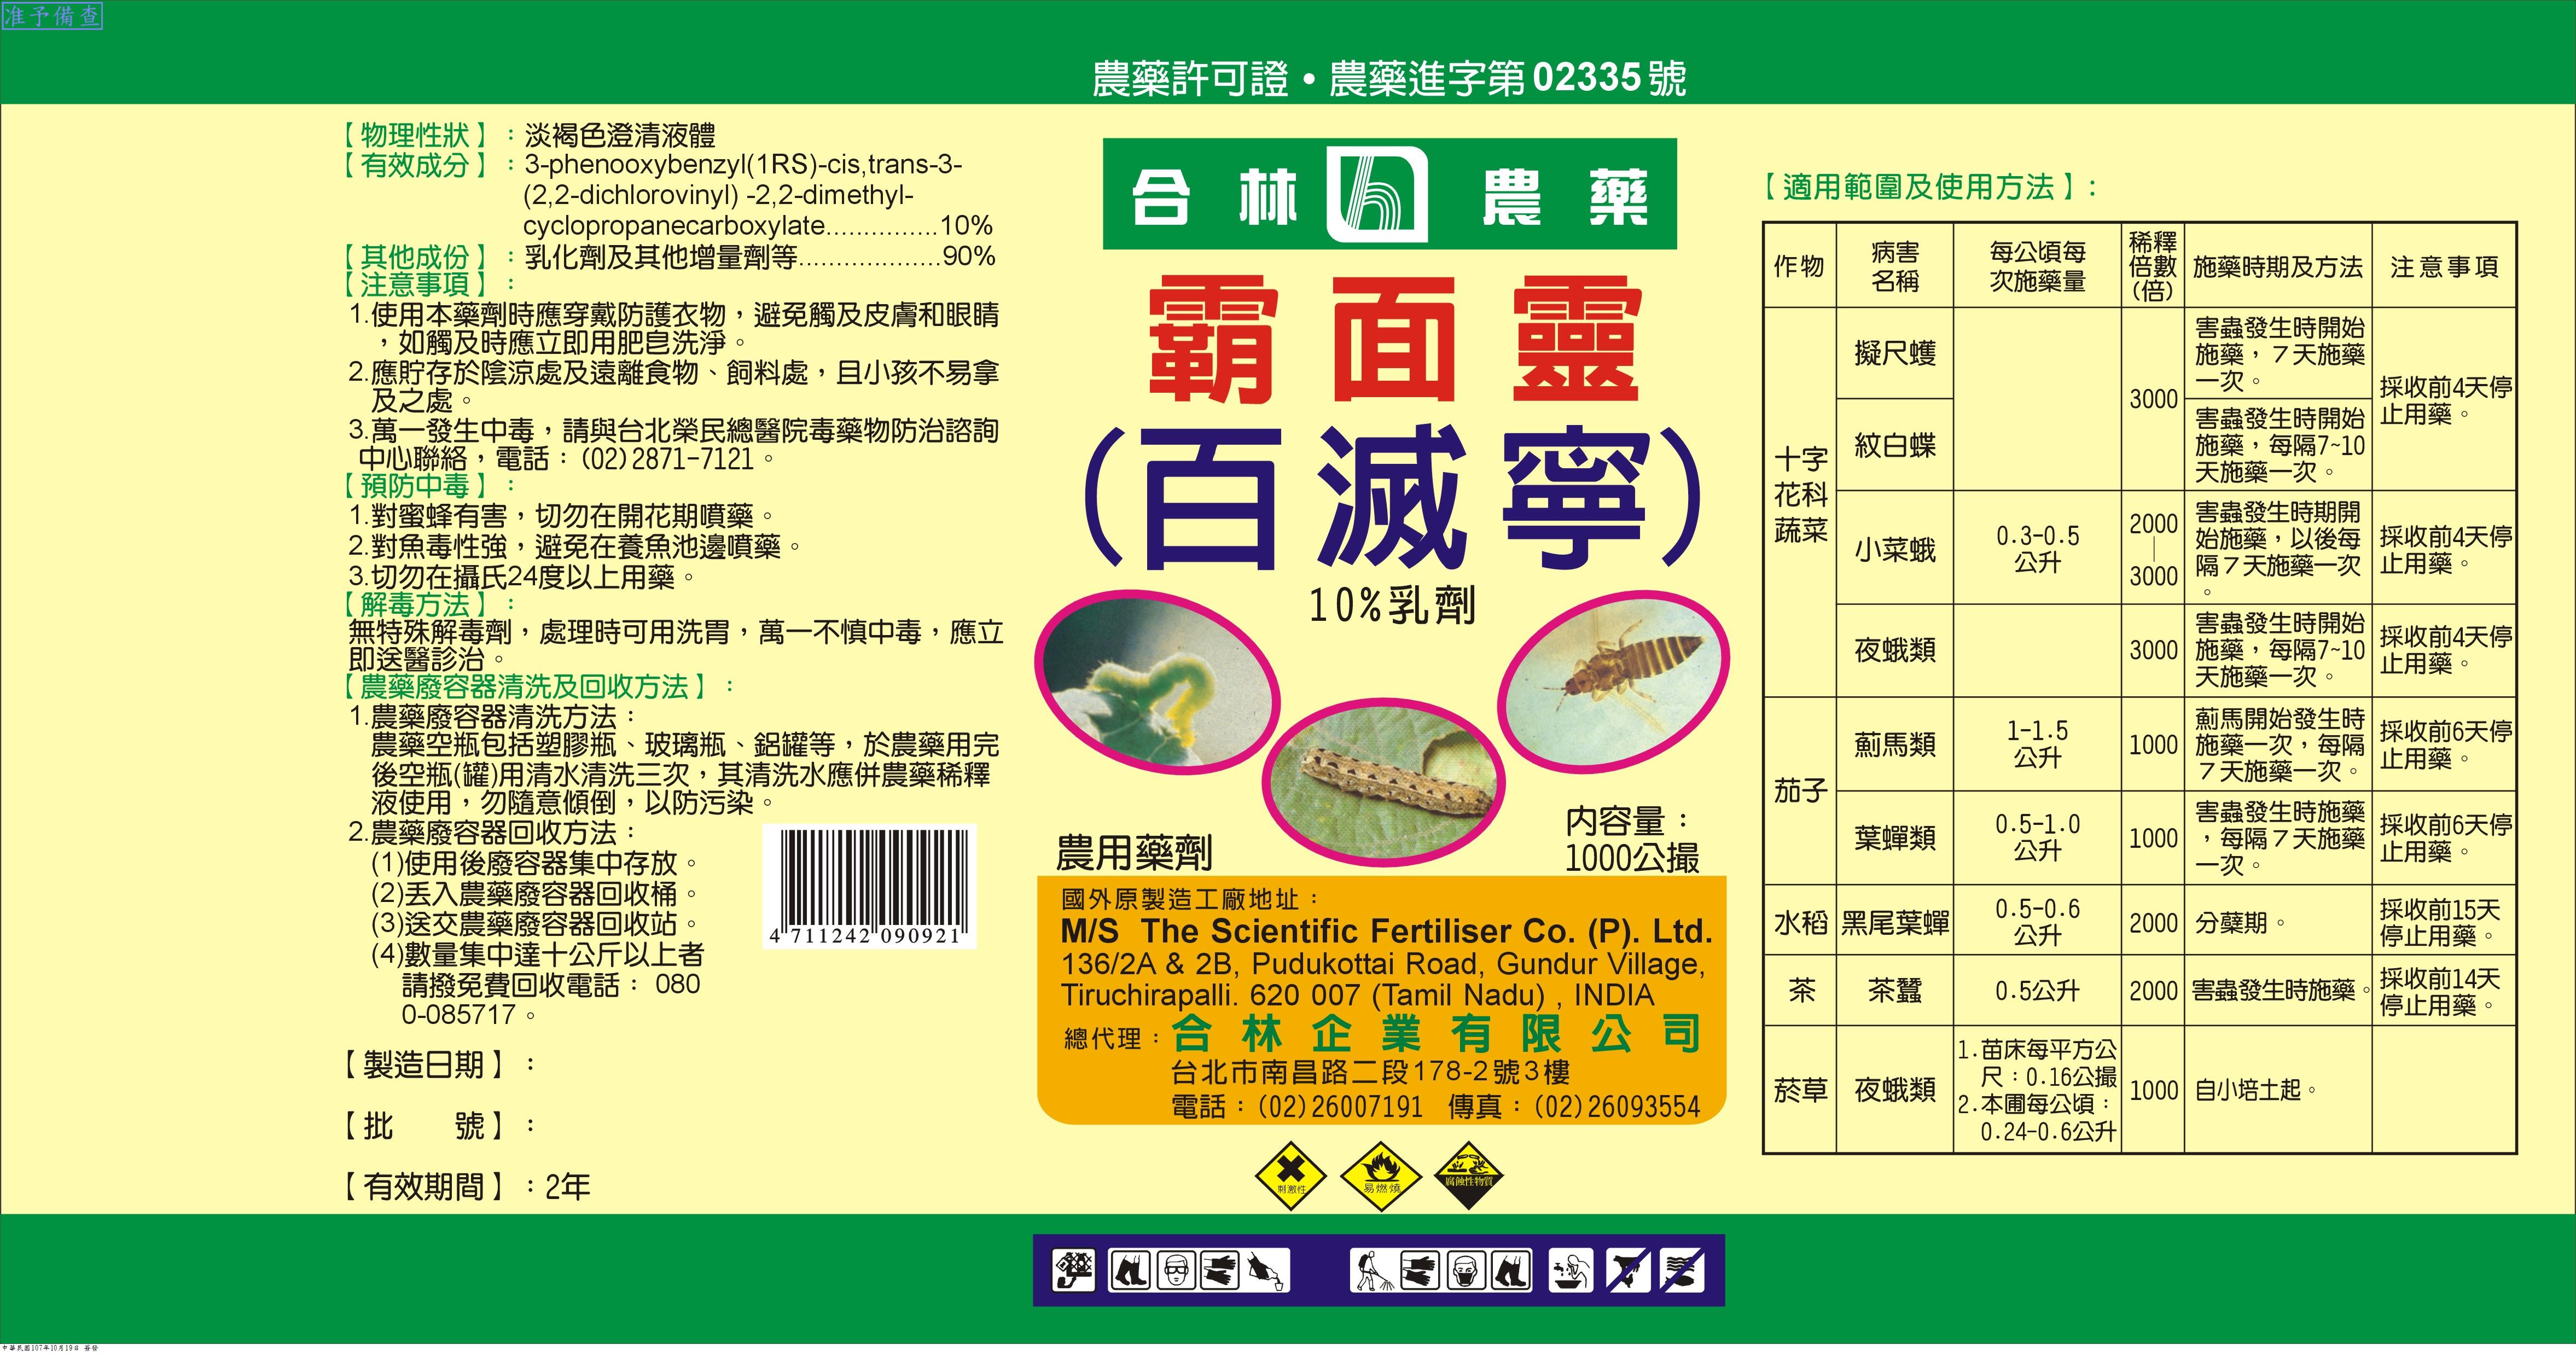 准予備查
農藥許可證•農藥進字第02335號
【物理性狀】：淡褐色澄清液體
【有效成分】：3-phenooxybenzyl(1RS)-cis,trans-3-
(2,2-dichlorovinyl) -2,2-dimethyl-
cyclopropanecarboxylate...............10%
【其他成份】：乳化劑及其他增量劑等...................90%
【注意事項】：
1.使用本藥劑時應穿戴防護衣物，避免觸及皮膚和眼睛
，如觸及時應立即用肥皂洗淨。
2.應貯存於陰涼處及遠離食物、飼料處，且小孩不易拿
及之處。
3.萬一發生中毒，請與台北榮民總醫院毒藥物防治諮詢
中心聯絡，電話：(02)2871-7121。
【預防中毒】：
1.對蜜蜂有害，切勿在開花期噴藥。
2.對魚毒性強，避免在養魚池邊噴藥。
3.切勿在攝氏24度以上用藥。
【解毒方法】：
無特殊解毒劑，處理時可用洗胃，萬一不慎中毒，應立
即送醫診治。
【農藥廢容器清洗及回收方法】：
1.農藥廢容器清洗方法：
農藥空瓶包括塑膠瓶、玻璃瓶、鋁罐等，於農藥用完
後空瓶(罐)用清水清洗三次，其清洗水應併農藥稀釋
液使用，勿隨意傾倒，以防污染。
2.農藥廢容器回收方法：
(1)使用後廢容器集中存放。
(2)丟入農藥廢容器回收桶。
(3)送交農藥廢容器回收站。
(4)數量集中達十公斤以上者
請撥免費回收電話：080
0-085717。
4 711242 090921
【製造日期】：
【批　　號】：
【有效期間】：2年
合林 農藥
霸面靈
(百滅寧)
10%乳劑
農用藥劑
內容量：
1000公撮
國外原製造工廠地址：
M/S The Scientific Fertiliser Co. (P). Ltd.
136/2A & 2B, Pudukottai Road, Gundur Village,
Tiruchirapalli. 620 007 (Tamil Nadu) , INDIA
總代理：合林企業有限公司
台北市南昌路二段178-2號3樓
電話：(02)26007191 傳真：(02)26093554
刺激性 易燃燒 腐蝕性物質
【適用範圍及使用方法】：
作物 病害名稱 每公頃每次施藥量 稀釋倍數(倍) 施藥時期及方法 注意事項
十字花科蔬菜 擬尺蠖 3000 害蟲發生時開始施藥，7天施藥一次。 採收前4天停止用藥。
紋白蝶 害蟲發生時開始施藥，每隔7~10天施藥一次。
小菜蛾 0.3-0.5公升 2000|3000 害蟲發生時期開始施藥，以後每隔7天施藥一次。 採收前4天停止用藥。
夜蛾類 3000 害蟲發生時開始施藥，每隔7~10天施藥一次。 採收前4天停止用藥。
茄子 薊馬類 1-1.5公升 1000 薊馬開始發生時施藥一次，每隔7天施藥一次。 採收前6天停止用藥。
葉蟬類 0.5-1.0公升 1000 害蟲發生時施藥，每隔7天施藥一次。 採收前6天停止用藥。
水稻 黑尾葉蟬 0.5-0.6公升 2000 分蘗期。 採收前15天停止用藥。
茶 茶蠶 0.5公升 2000 害蟲發生時施藥。 採收前14天停止用藥。
菸草 夜蛾類 1.苗床每平方公尺：0.16公撮 2.本圃每公頃：0.24-0.6公升 1000 自小培土起。
中華民國107年10月19日 簽發